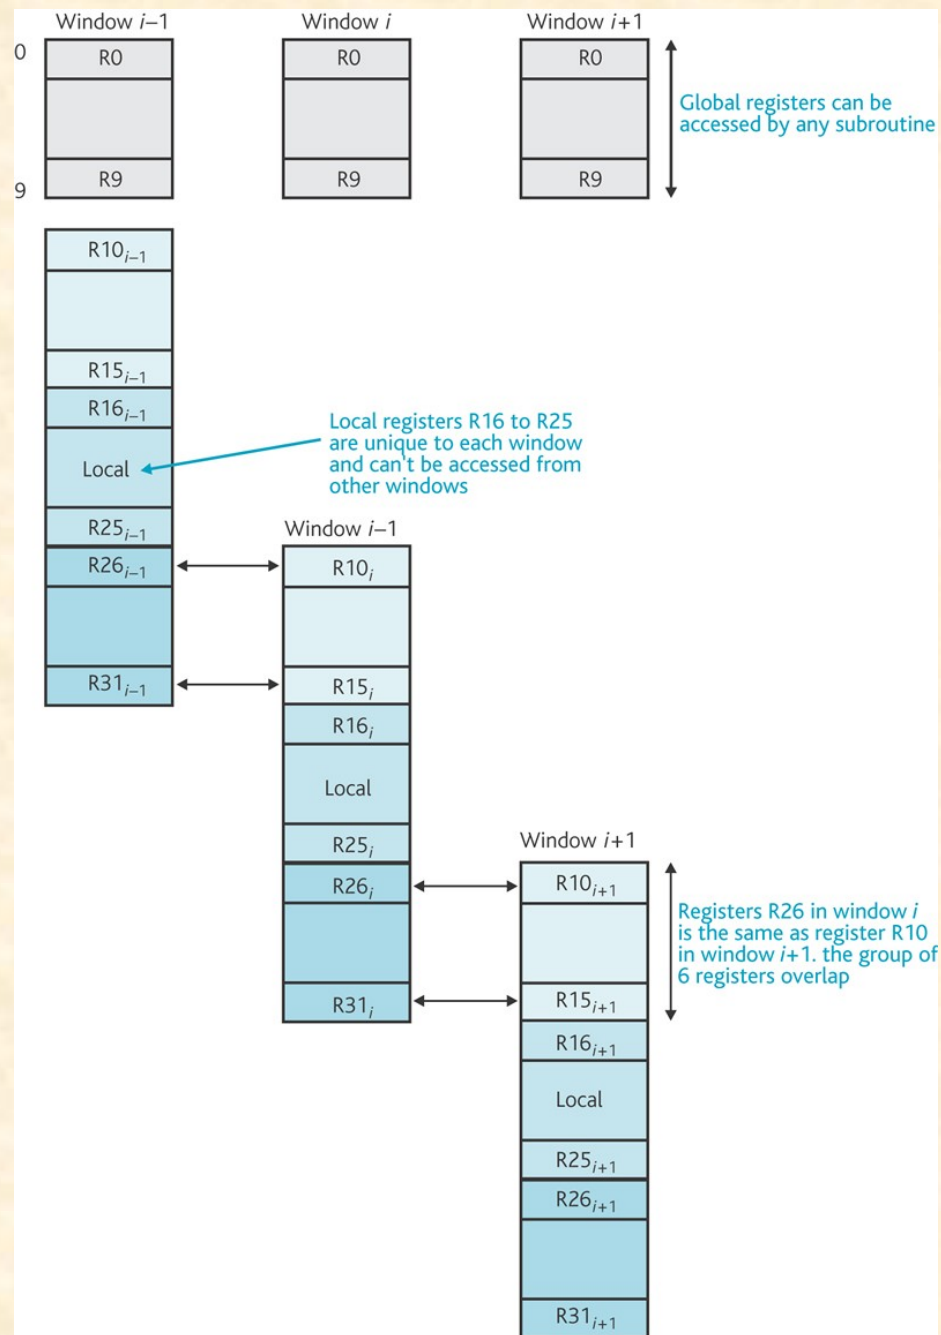 Window i–1
Window i
Window i+1
0
R0
R0
R0
Global registers can be
accessed by any subroutine
9
R9
R9
R9
R10i–1
R15i–1
R16i–1
Local registers R16 to R25
are unique to each window
and can't be accessed from
other windows
Local
R25i–1
Window i–1
R26i–1
R10i
R31i–1
R15i
R16i
Local
R25i
Window i+1
R26i
R10i+1
Registers R26 in window i
is the same as register R10
in window i+1. the group of
6 registers overlap
R31i
R15i+1
R16i+1
Local
R25i+1
R26i+1
R31i+1